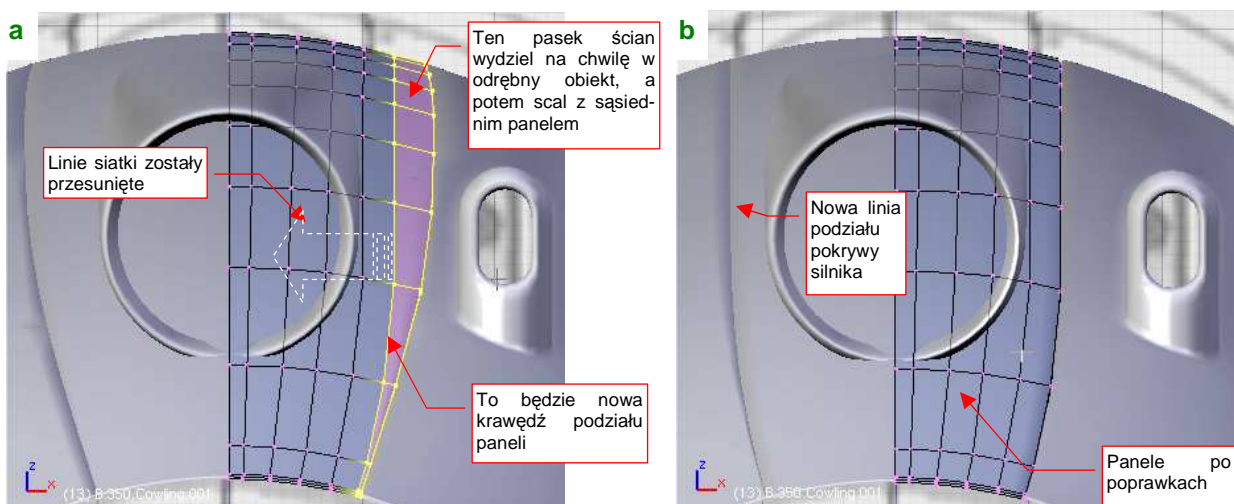 a
Ten pasek ścian
wydziel na chwilę w
odrębny obiekt, a
potem scal z sąsied-
nim panelem
Linie siatki zostały
przesunięte
To będzie nowa
krawędź podziału
paneli
z
x
(13) B.350.Cowling.001
b
Nowa linia
podziału
pokrywy
silnika
Panele po
poprawkach
z
x
(13) B.350.Cowling.001